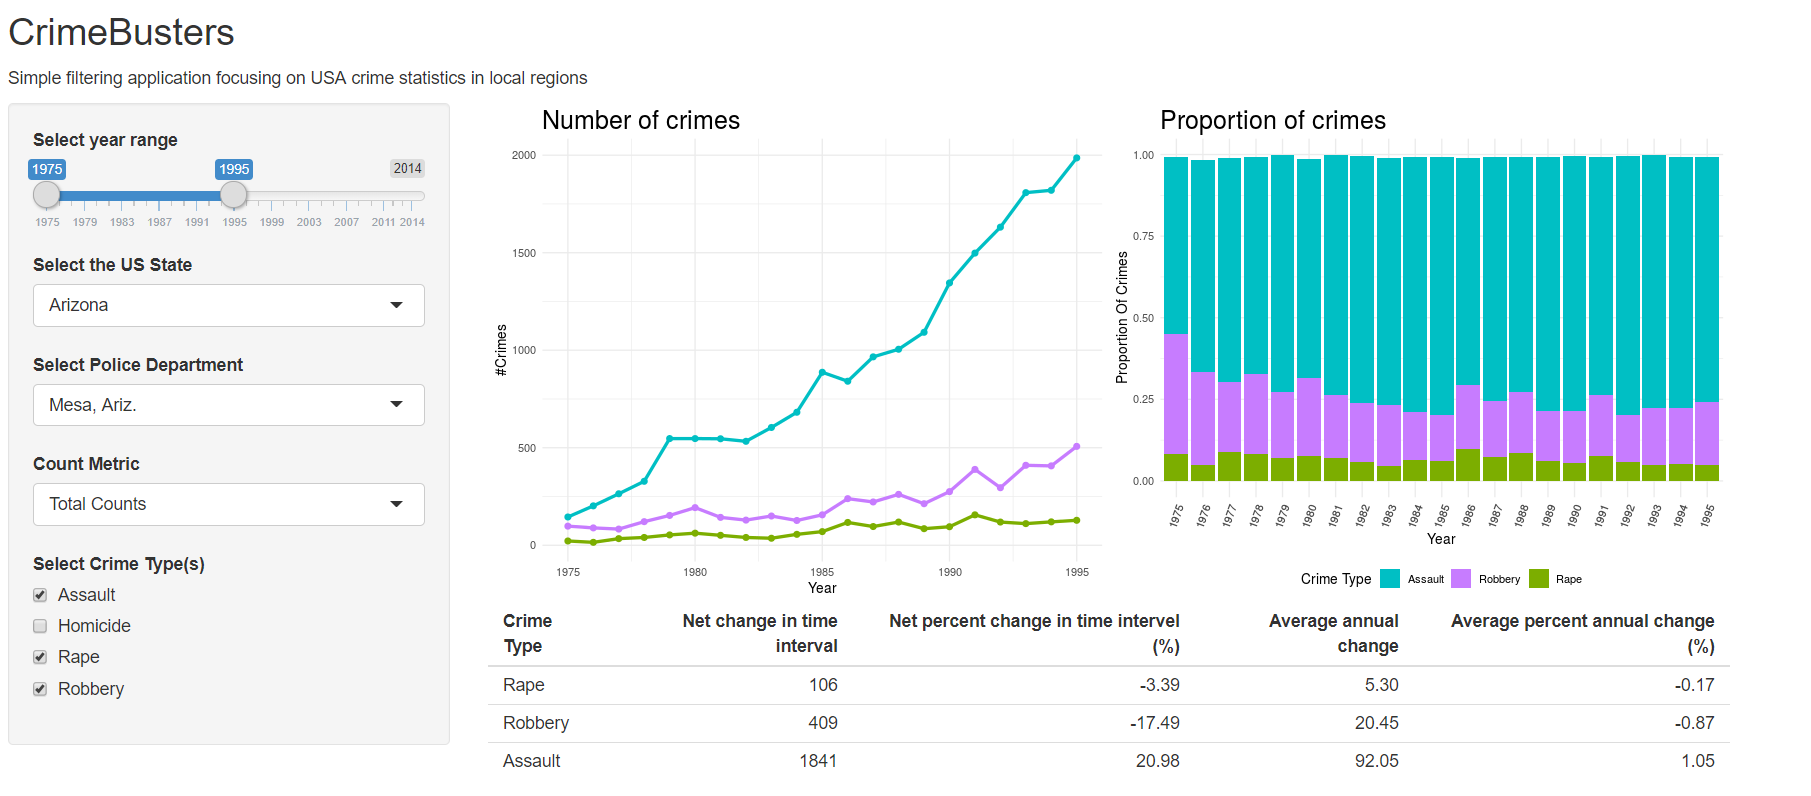 CrimeBusters
Simple filtering application focusing on USA crime statistics in local regions
Select year range
1975 1995 2014
1975 1979 1983 1987 1991 1995 1999 2003 2007 2011 2014
Select the US State
Arizona
Select Police Department
Mesa, Ariz.
Count Metric
Total Counts
Select Crime Type(s)
Assault
Homicide
Rape
Robbery
Number of crimes
2000
1500
1000
500
0
#Crimes
1975 1980 1985 1990 1995
Year
Proportion of crimes
1.00
0.75
0.50
0.25
0.00
Proportion Of Crimes
1975 1976 1977 1978 1979 1980 1981 1982 1983 1984 1985 1986 1987 1988 1989 1990 1991 1992 1993 1994 1995
Year
Crime Type Assault Robbery Rape
Crime Net change in time Net percent change in time intervel Average annual Average percent annual change
Type interval (%) change (%)
Rape 106 -3.39 5.30 -0.17
Robbery 409 -17.49 20.45 -0.87
Assault 1841 20.98 92.05 1.05